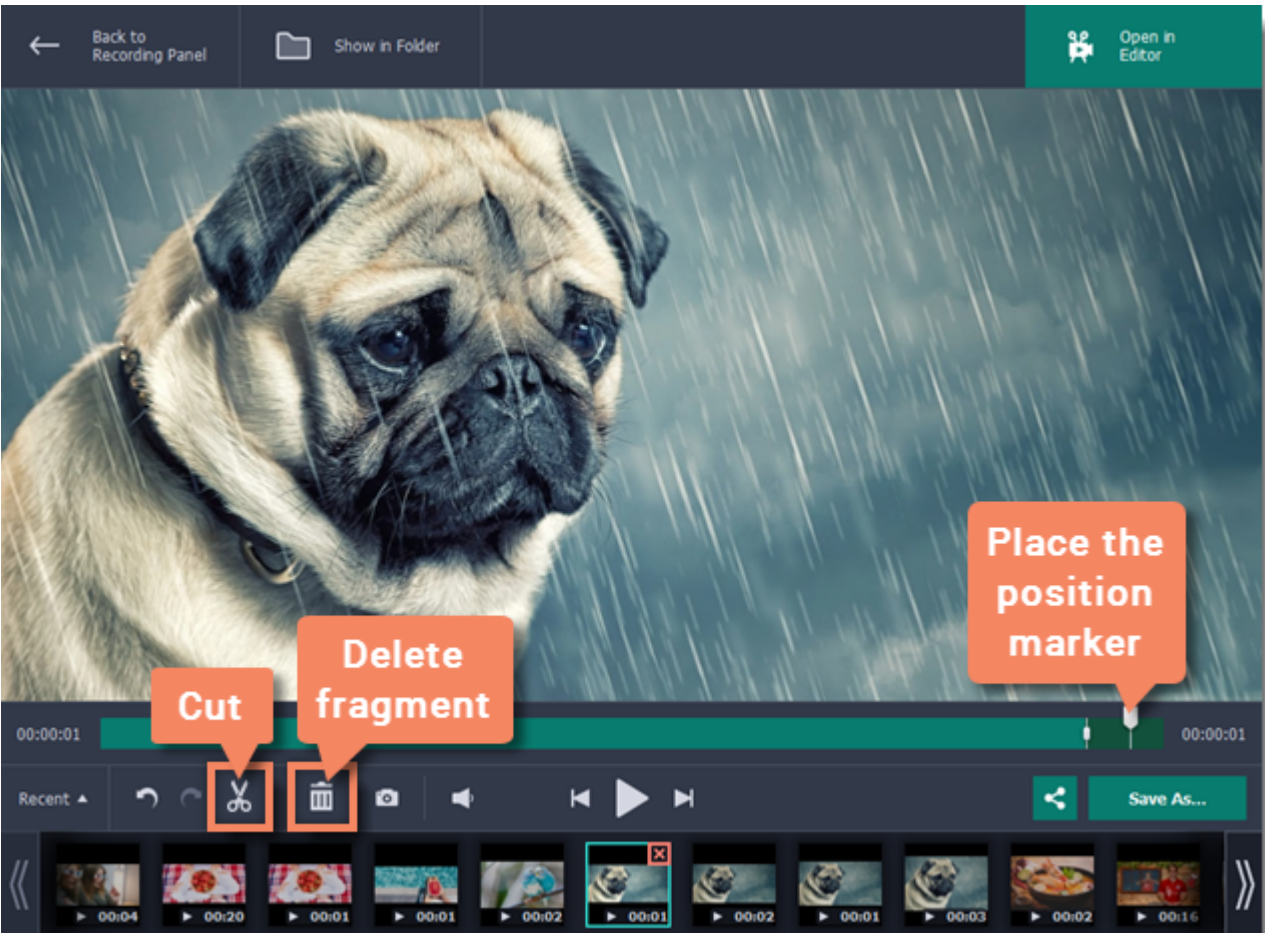 Back to
Recording Panel
Show in Folder
Open in
Editor
Place the
position
marker
Delete
fragment
Cut
00:00:01
00:00:01
Recent
Save As...
00:04
00:20
00:01
00:01
00:02
00:01
00:02
00:01
00:03
00:02
00:16